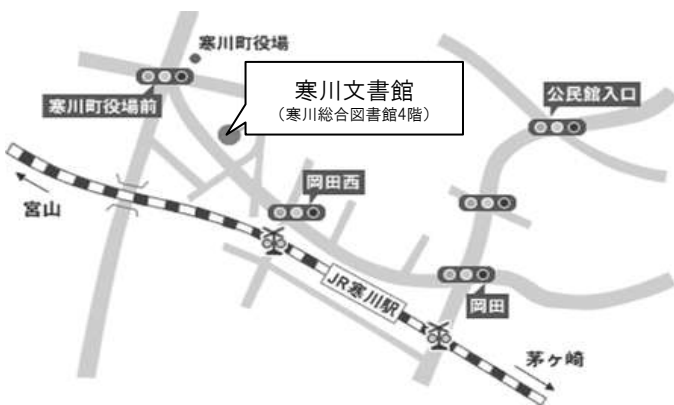 寒川町役場
寒川文書館
(寒川総合図書館4階)
寒川町役場前
公民館入口
岡田西
宮山
JR寒川駅
岡田
茅ヶ崎